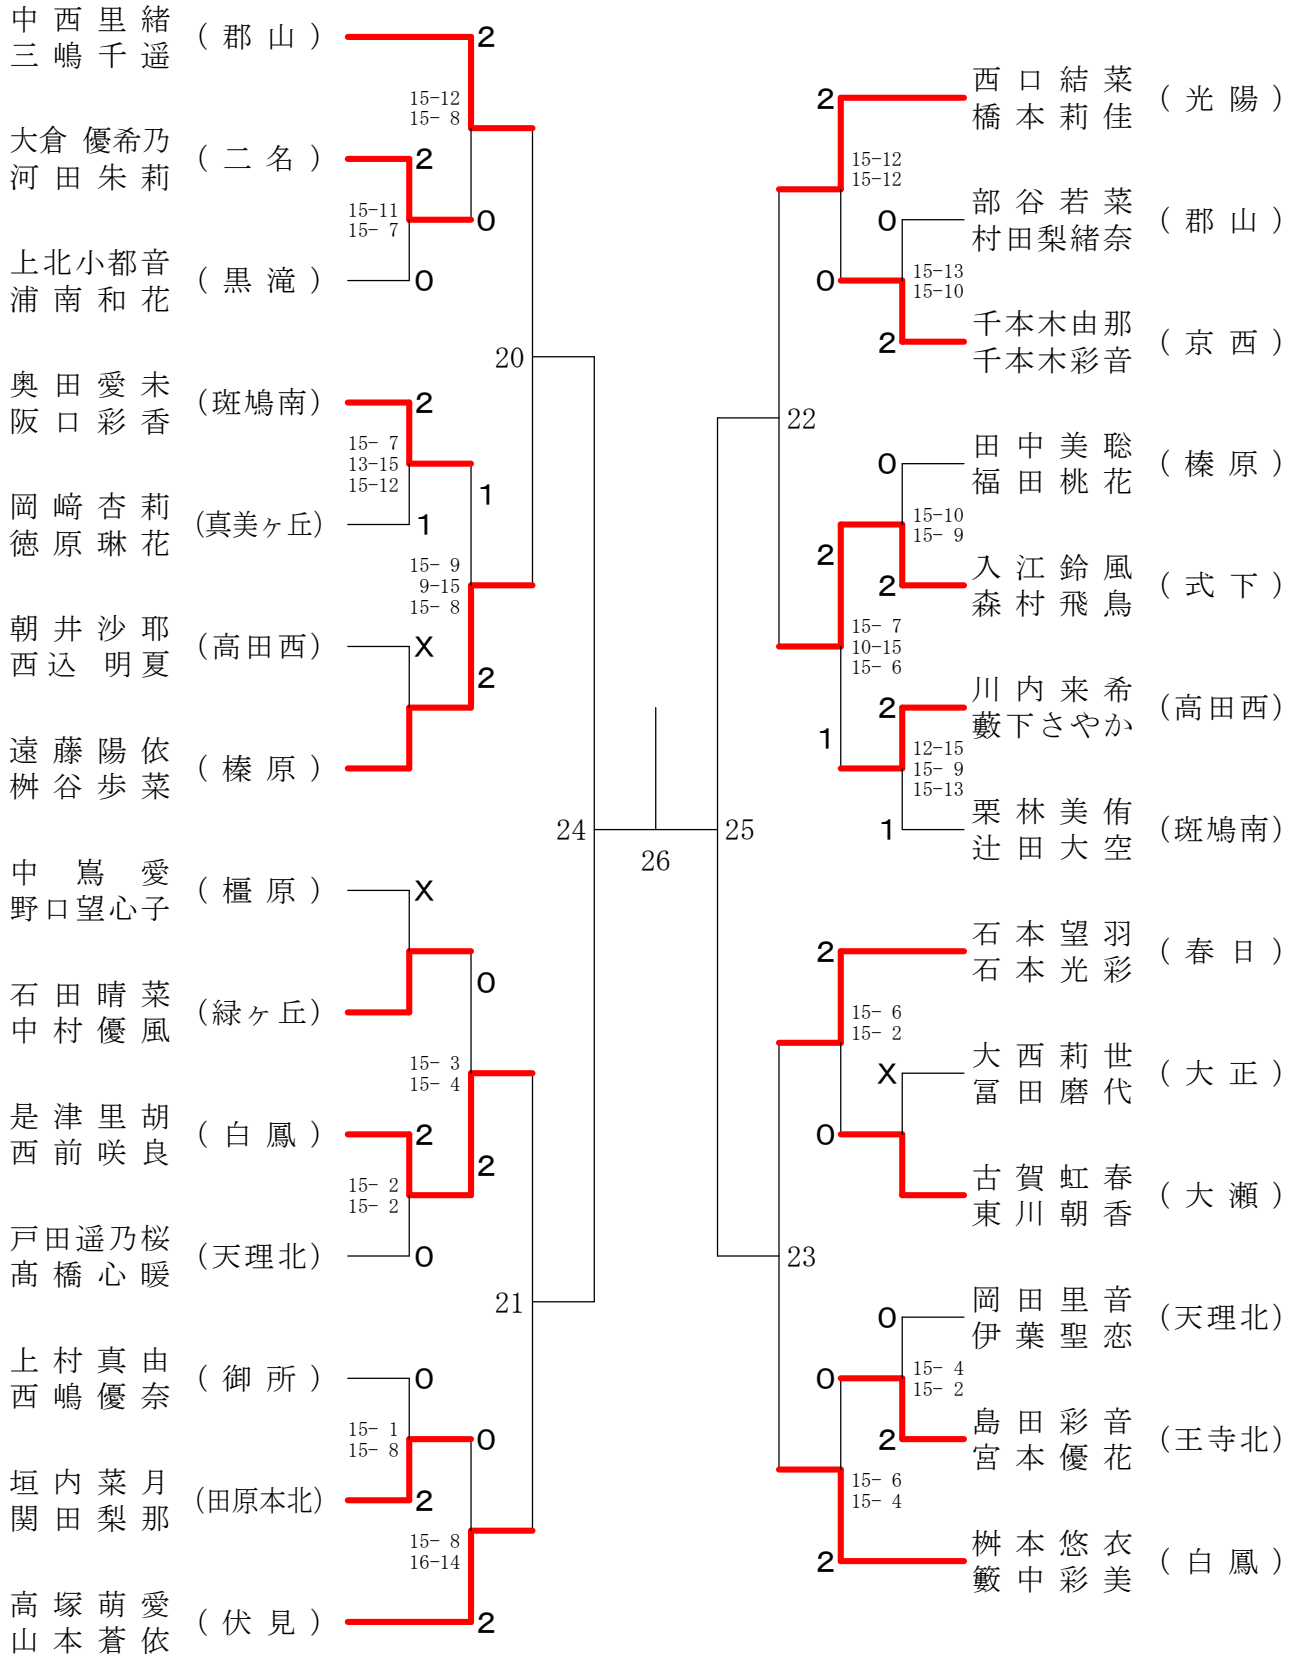 中西里緒
三嶋千遥
(郡山)
2
15-12
15- 8
大倉 優希乃
河田朱莉
(二名)
2
15-11
15- 7
0
上北小都音
浦南和花
(黒滝)
0
20
奥田愛未
阪口彩香
(斑鳩南)
2
15- 7
13-15
15-12
1
岡﨑杏莉
徳原琳花
(真美ヶ丘)
1
15- 9
9-15
15- 8
朝井沙耶
西込 明夏
(高田西)
X
2
遠藤陽依
桝谷歩菜
(榛原)
24
26
中嶌愛
野口望心子
(橿原)
X
0
石田晴菜
中村優風
(緑ヶ丘)
15- 3
15- 4
是津里胡
西前咲良
(白鳳)
2
2
15- 2
15- 2
戸田遥乃桜
髙橋心暖
(天理北)
0
21
上村真由
西嶋優奈
(御所)
0
15- 1
15- 8
0
垣内菜月
関田梨那
(田原本北)
2
15- 8
16-14
高塚萌愛
山本蒼依
(伏見)
2
2
西口結菜
橋本莉佳
(光陽)
15-12
15-12
0
部谷若菜
村田梨緒奈
(郡山)
0
15-13
15-10
2
千本木由那
千本木彩音
(京西)
22
0
田中美聡
福田桃花
(榛原)
15-10
15- 9
2
2
入江鈴風
森村飛鳥
(式下)
15- 7
10-15
15- 6
2
川内来希
藪下さやか
(高田西)
1
12-15
15- 9
15-13
1
栗林美侑
辻田大空
(斑鳩南)
25
2
石本望羽
石本光彩
(春日)
15- 6
15- 2
X
大西莉世
冨田磨代
(大正)
0
古賀虹春
東川朝香
(大瀬)
23
0
岡田里音
伊葉聖恋
(天理北)
0
15- 4
15- 2
2
島田彩音
宮本優花
(王寺北)
15- 6
15- 4
2
桝本悠衣
籔中彩美
(白鳳)